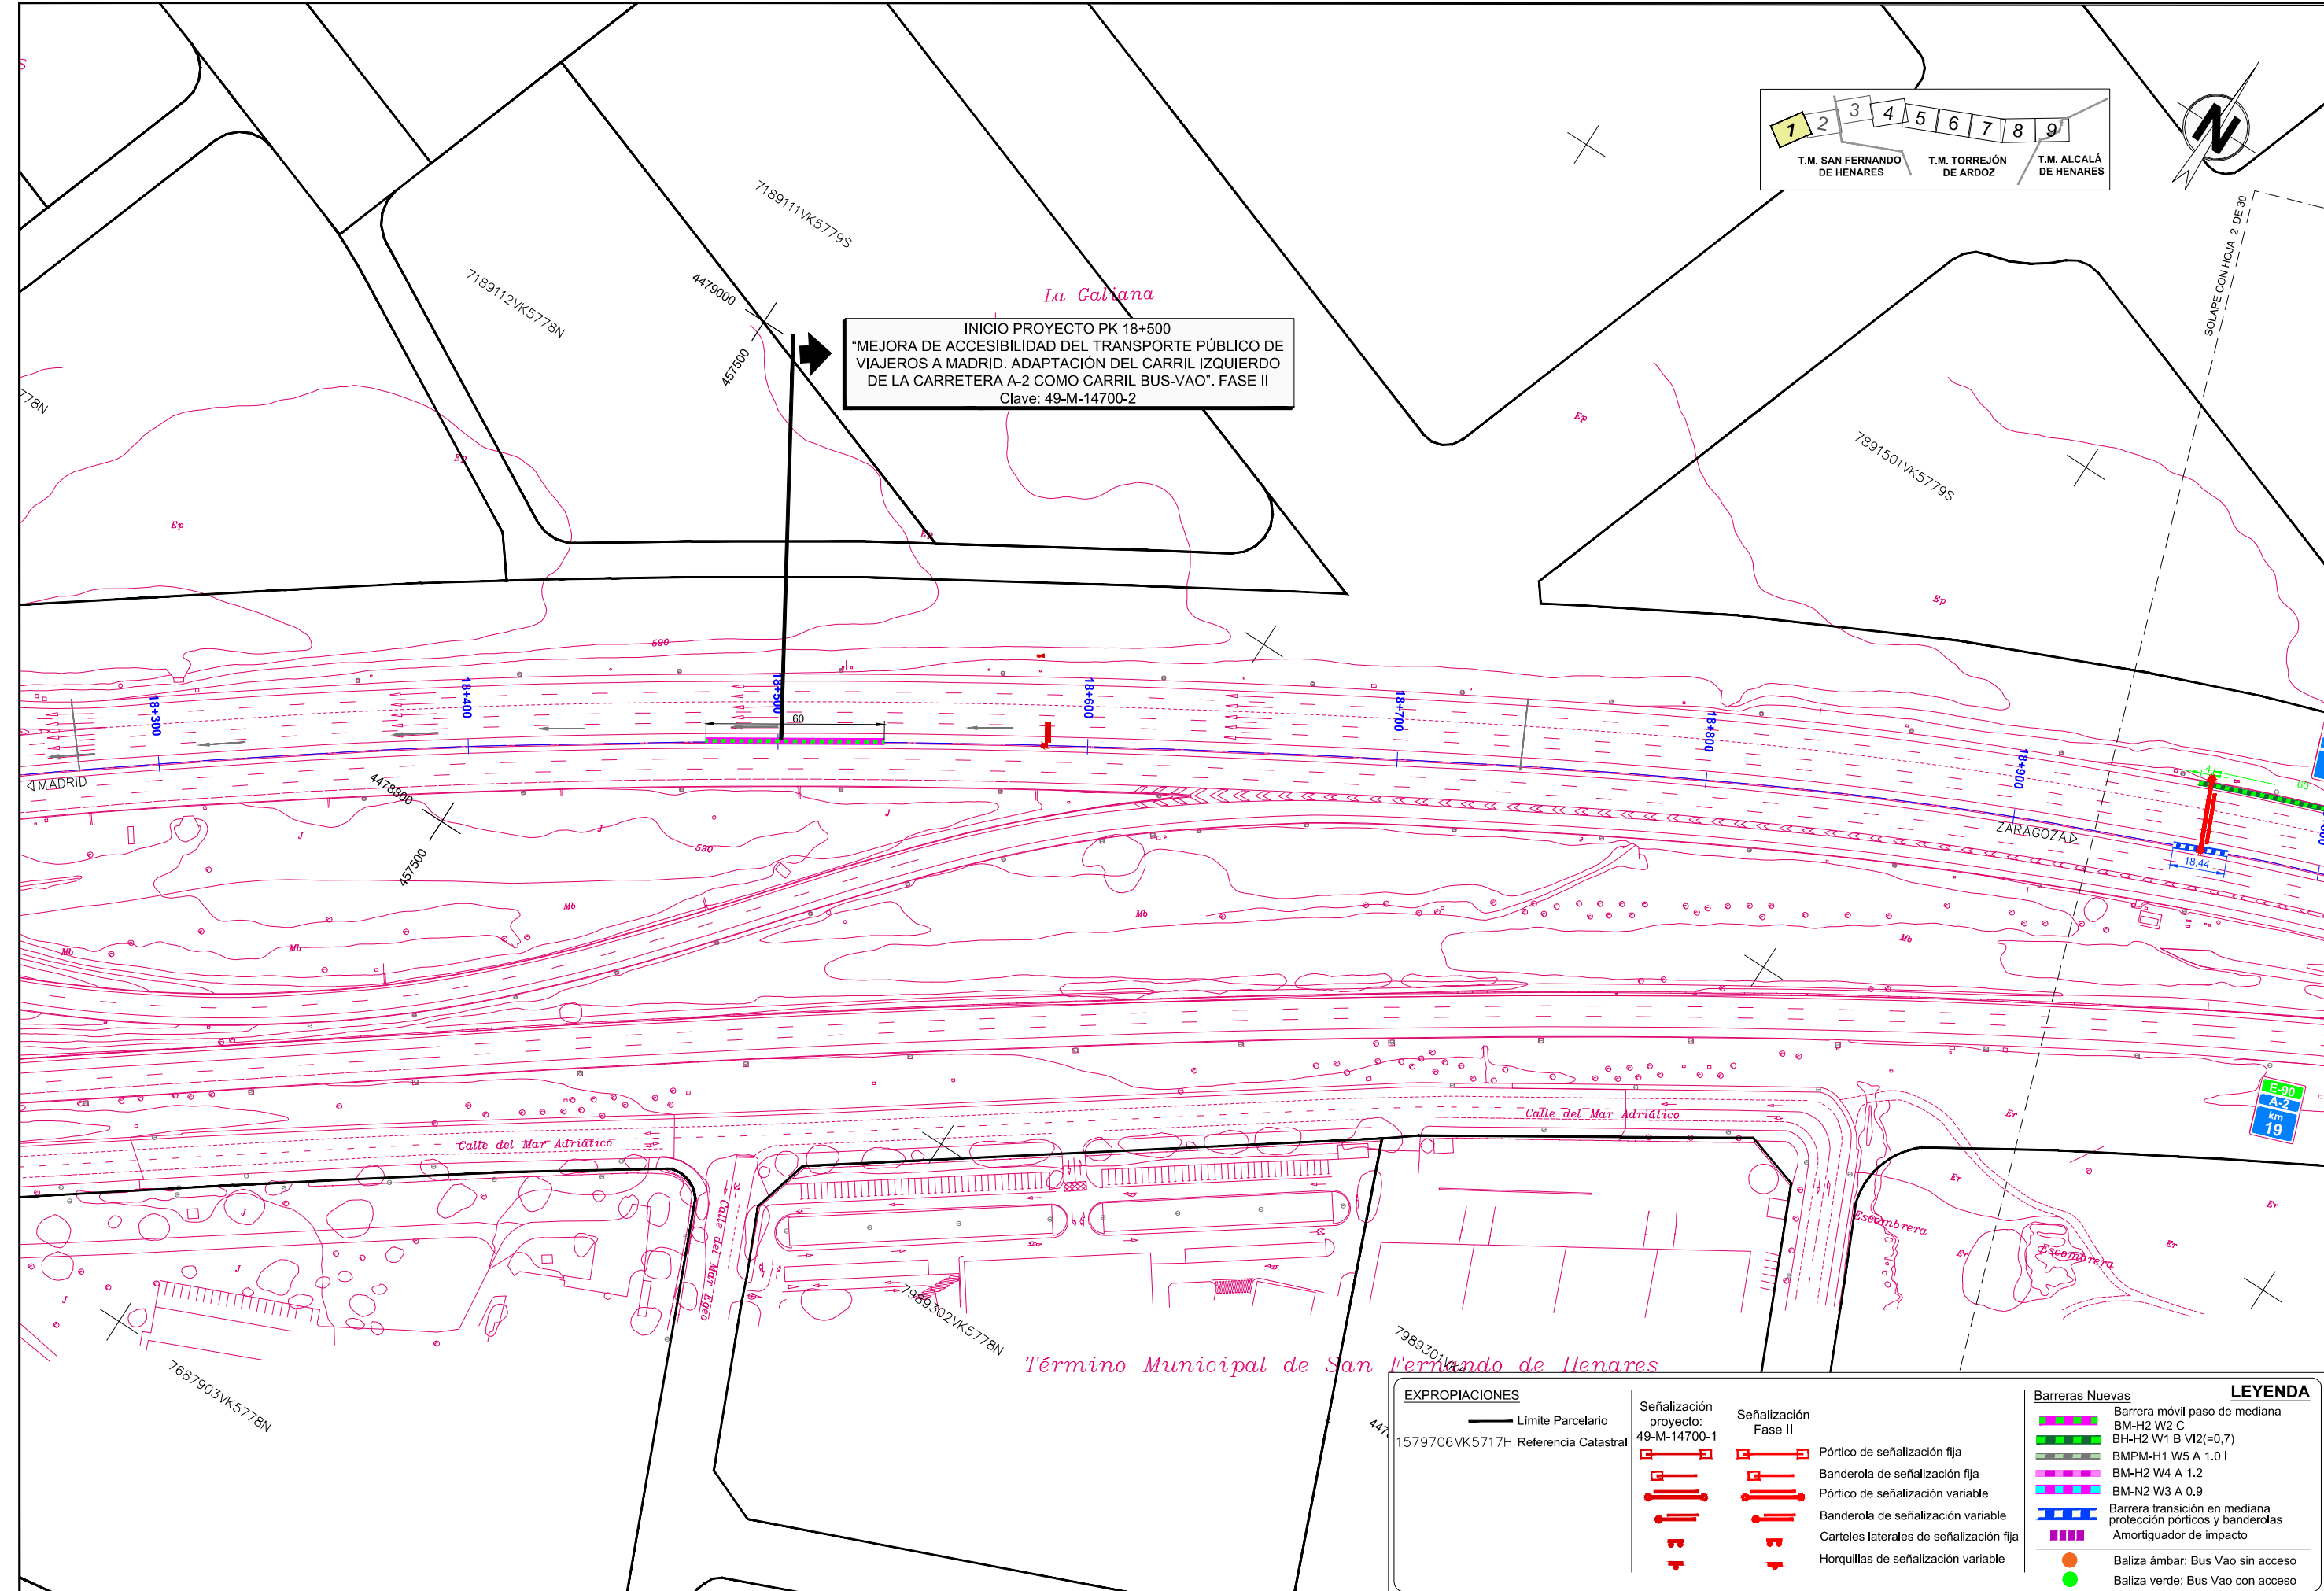 1 2 3 4 5 6 7 8 9
T.M. SAN FERNANDO
DE HENARES
T.M. TORREJÓN
DE ARDOZ
T.M. ALCALÁ
DE HENARES
N
SOLAPE CON HOJA 2 DE 30
7189111VK5779S
7189112VK5778N
4479000
457500
La Galiana
INICIO PROYECTO PK 18+500
“MEJORA DE ACCESIBILIDAD DEL TRANSPORTE PÚBLICO DE
VIAJEROS A MADRID. ADAPTACIÓN DEL CARRIL IZQUIERDO
DE LA CARRETERA A-2 COMO CARRIL BUS-VAO”. FASE II
Clave: 49-M-14700-2
778N
Ep
Ep
Ep
Ep
Ep
7891501VK5779S
590
18+300
18+400
18+500
18+600
18+700
18+800
18+900
60
4
60
18,44
MADRID
ZARAGOZA
4478800
457500
J
J
J
590
Mb
Mb
Mb
Mb
Mb
E-90
A-2
km
19
Calle del Mar Adriático
Calle del Mar Adriático
Calle del Mar Egeo
Er
Er
Er
Er
Er
Escombrera
Escombrera
J
J
J
7687903VK5778N
7989302VK5778N
7989301VK5
Término Municipal de San Fernando de Henares
447
EXPROPIACIONES
Límite Parcelario
1579706VK5717H Referencia Catastral
Señalización
proyecto:
49-M-14700-1
Señalización
Fase II
Pórtico de señalización fija
Banderola de señalización fija
Pórtico de señalización variable
Banderola de señalización variable
Carteles laterales de señalización fija
Horquillas de señalización variable
LEYENDA
Barreras Nuevas
Barrera móvil paso de mediana
BM-H2 W2 C
BH-H2 W1 B VI2(=0,7)
BMPM-H1 W5 A 1.0 I
BM-H2 W4 A 1.2
BM-N2 W3 A 0.9
Barrera transición en mediana
protección pórticos y banderolas
Amortiguador de impacto
Baliza ámbar: Bus Vao sin acceso
Baliza verde: Bus Vao con acceso